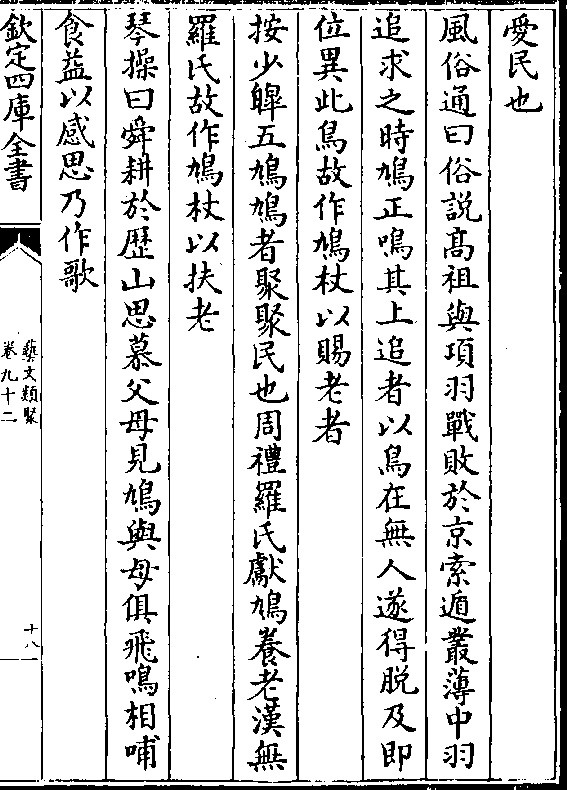 愛民也
風俗通曰俗說髙祖與項羽戰敗於京索遁叢薄中羽
追求之時鳩正鳴其上追者以鳥在無人遂得脫及即
位異此鳥故作鳩杖以賜老者
按少皥五鳩鳩者聚聚民也周禮羅氏獻鳩養老漢無
羅氏故作鳩杖以扶老
琴操曰舜耕於歴山思慕父母見鳩與母俱飛鳴相哺
食益以感思乃作歌
欽定四庫全書
藝文類聚
卷九十二
十八